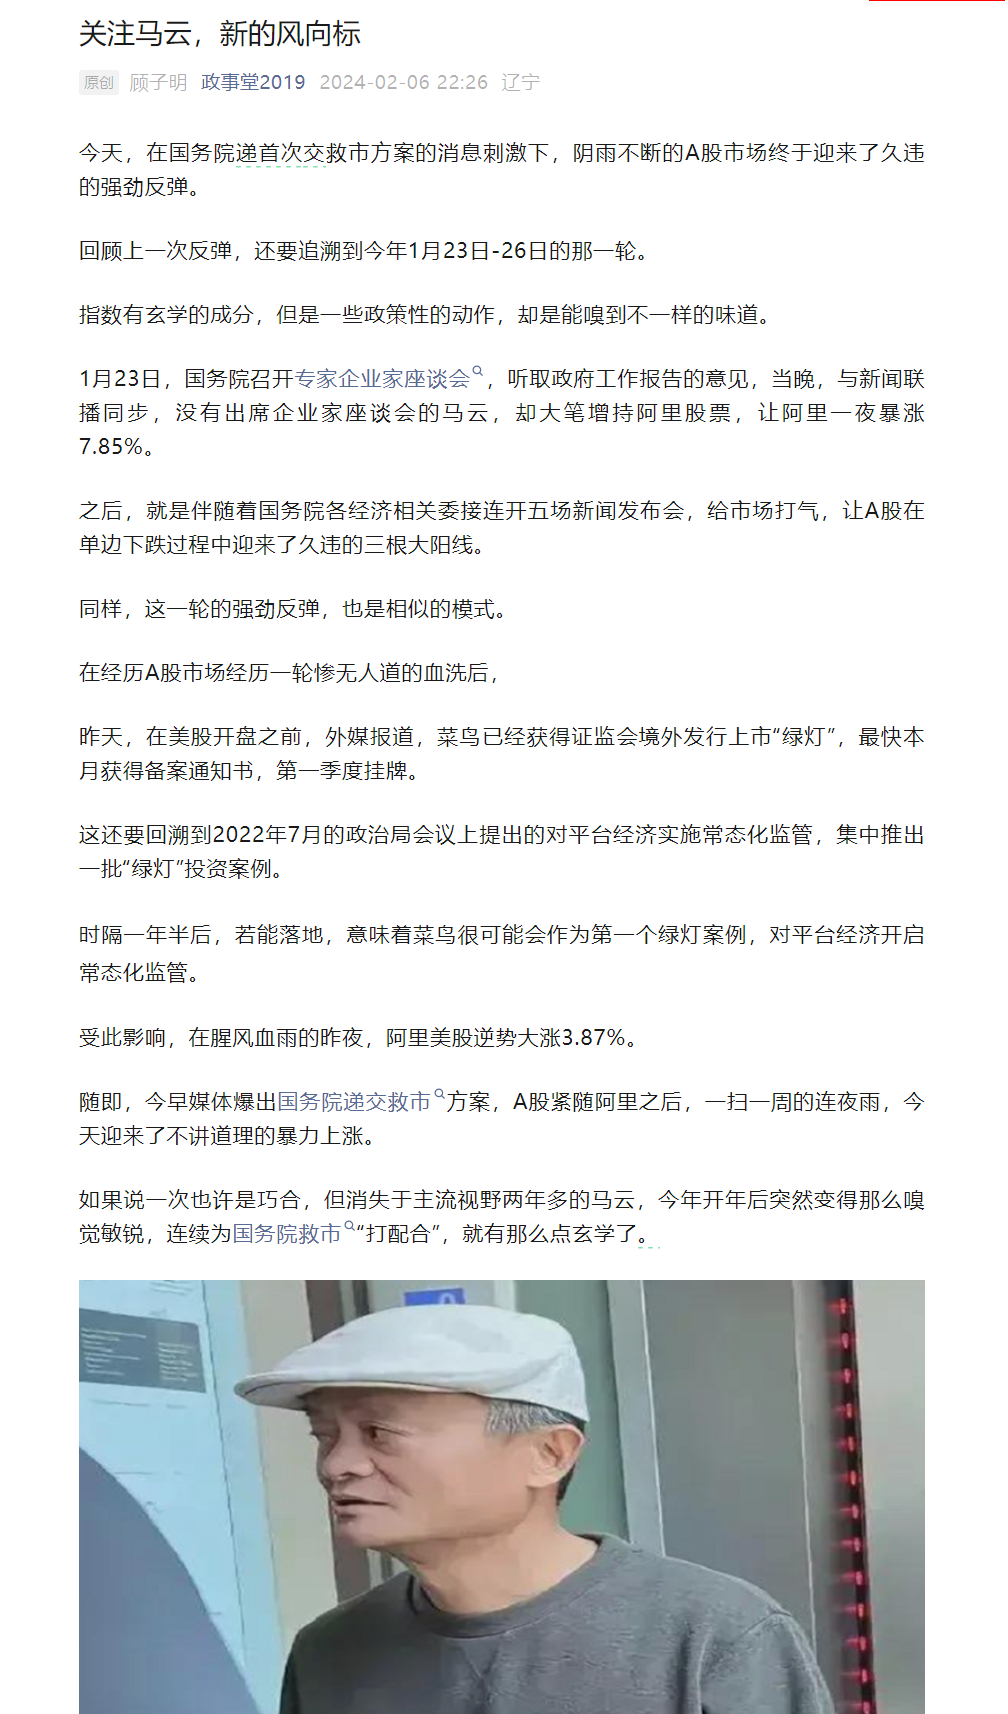 关注马云，新的风向标
原创 顾子明 政事堂2019 2024-02-06 22:26 辽宁
今天，在国务院递首次交救市方案的消息刺激下，阴雨不断的A股市场终于迎来了久违
的强劲反弹。
回顾上一次反弹，还要追溯到今年1月23日-26日的那一轮。
指数有玄学的成分，但是一些政策性的动作，却是能嗅到不一样的味道。
1月23日，国务院召开专家企业家座谈会，听取政府工作报告的意见，当晚，与新闻联
播同步，没有出席企业家座谈会的马云，却大笔增持阿里股票，让阿里一夜暴涨
7.85%。
之后，就是伴随着国务院各经济相关委接连开五场新闻发布会，给市场打气，让A股在
单边下跌过程中迎来了久违的三根大阳线。
同样，这一轮的强劲反弹，也是相似的模式。
在经历A股市场经历一轮惨无人道的血洗后，
昨天，在美股开盘之前，外媒报道，菜鸟已经获得证监会境外发行上市“绿灯”，最快本
月获得备案通知书，第一季度挂牌。
这还要回溯到2022年7月的政治局会议上提出的对平台经济实施常态化监管，集中推出
一批“绿灯”投资案例。
时隔一年半后，若能落地，意味着菜鸟很可能会作为第一个绿灯案例，对平台经济开启
常态化监管。
受此影响，在腥风血雨的昨夜，阿里美股逆势大涨3.87%。
随即，今早媒体爆出国务院递交救市方案，A股紧随阿里之后，一扫一周的连夜雨，今
天迎来了不讲道理的暴力上涨。
如果说一次也许是巧合，但消失于主流视野两年多的马云，今年开年后突然变得那么嗅
觉敏锐，连续为国务院救市“打配合”，就有那么点玄学了。